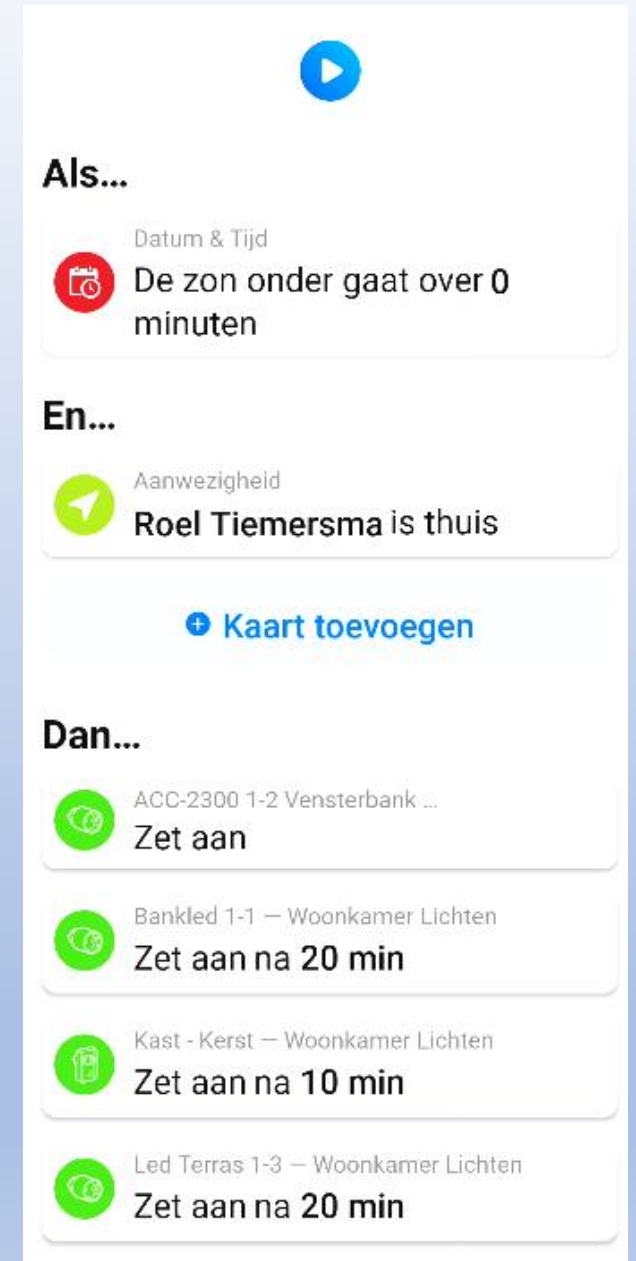 Als...
Datum & Tijd
De zon onder gaat over 0
minuten
En...
Aanwezigheid
Roel Tiemersma is thuis
Kaart toevoegen
Dan...
ACC-2300 1-2 Vensterbank ...
Zet aan
Bankled 1-1 — Woonkamer Lichten
Zet aan na 20 min
Kast - Kerst — Woonkamer Lichten
Zet aan na 10 min
Led Terras 1-3 — Woonkamer Lichten
Zet aan na 20 min